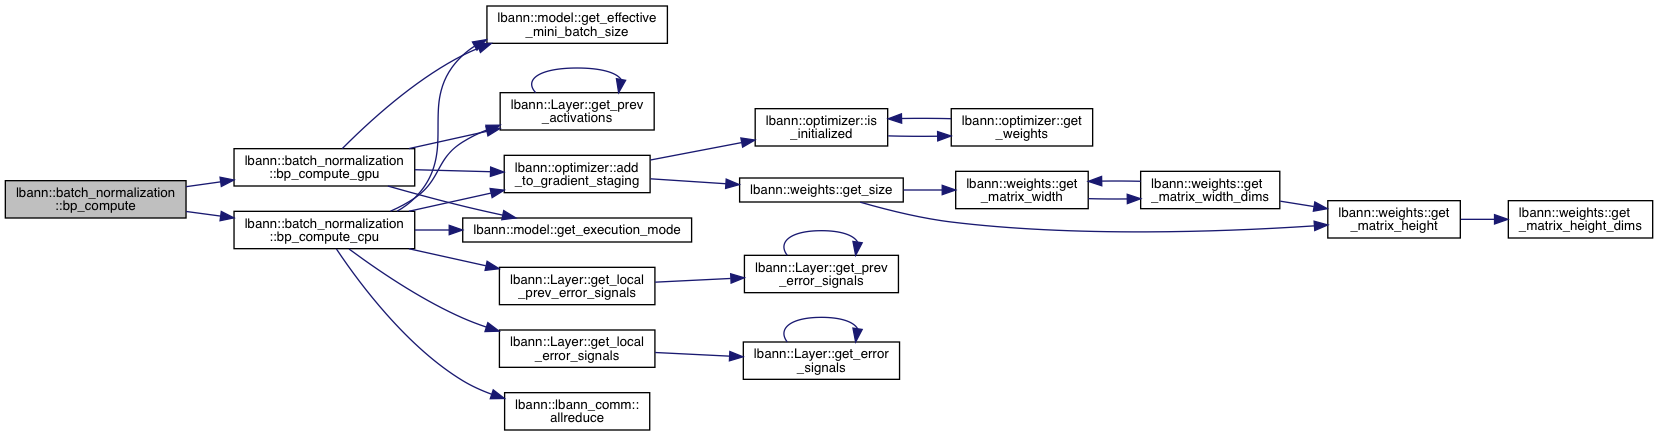 lbann::batch_normalization
::bp_compute
lbann::batch_normalization
::bp_compute_gpu
lbann::batch_normalization
::bp_compute_cpu
lbann::model::get_effective
_mini_batch_size
lbann::Layer::get_prev
_activations
lbann::optimizer::add
_to_gradient_staging
lbann::model::get_execution_mode
lbann::Layer::get_local
_prev_error_signals
lbann::Layer::get_local
_error_signals
lbann::lbann_comm::
allreduce
lbann::optimizer::is
_initialized
lbann::weights::get_size
lbann::Layer::get_prev
_error_signals
lbann::Layer::get_error
_signals
lbann::optimizer::get
_weights
lbann::weights::get
_matrix_width
lbann::weights::get
_matrix_width_dims
lbann::weights::get
_matrix_height
lbann::weights::get
_matrix_height_dims